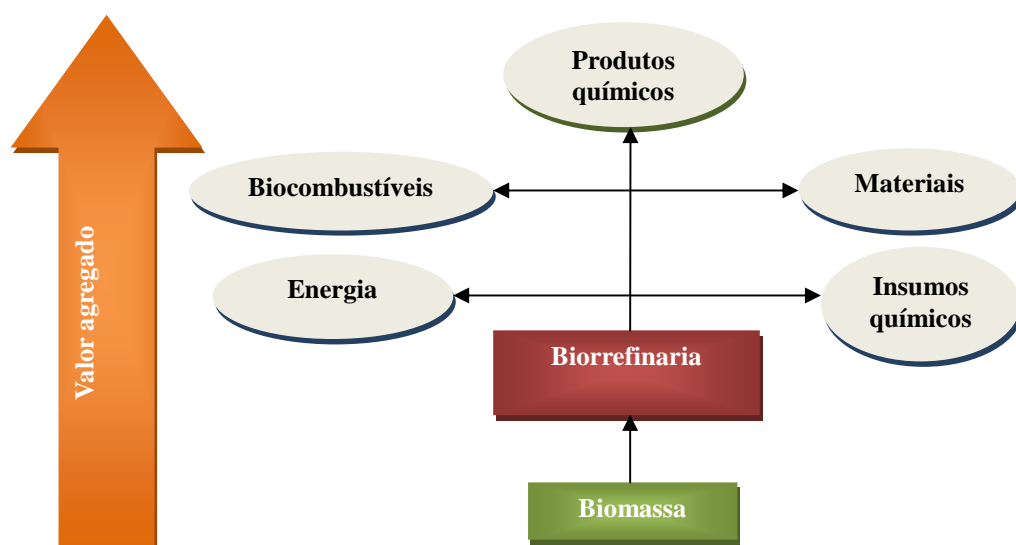 Produtos
químicos
Biocombustíveis
Materiais
Energia
Insumos
químicos
Biorrefinaria
Biomassa
Valor agregado